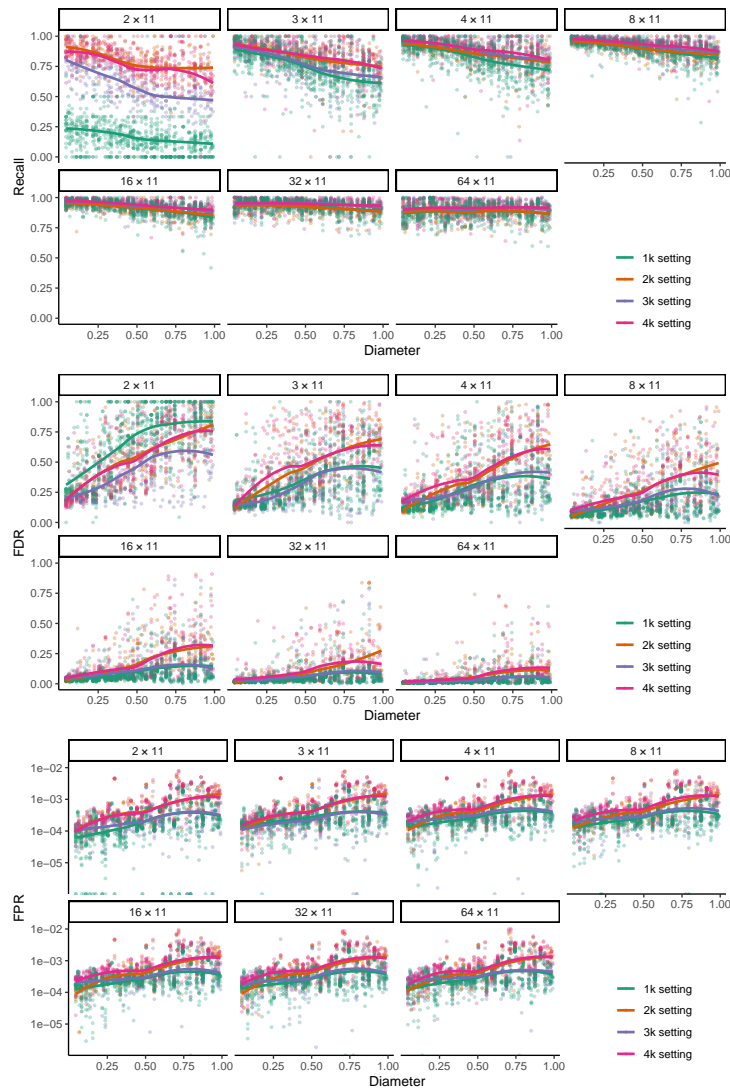 2 × 11 3 × 11 4 × 11 8 × 11
1.00
0.75
0.50
0.25
0.00
0.25 0.50 0.75 1.00
Recall
16 × 11 32 × 11 64 × 11
1.00
0.75
0.50
0.25
0.00
0.25 0.50 0.75 1.00 0.25 0.50 0.75 1.00 0.25 0.50 0.75 1.00
Diameter
1k setting
2k setting
3k setting
4k setting
2 × 11 3 × 11 4 × 11 8 × 11
1.00
0.75
0.50
0.25
0.00
0.25 0.50 0.75 1.00
FDR
16 × 11 32 × 11 64 × 11
1.00
0.75
0.50
0.25
0.00
0.25 0.50 0.75 1.00 0.25 0.50 0.75 1.00 0.25 0.50 0.75 1.00
Diameter
1k setting
2k setting
3k setting
4k setting
2 × 11 3 × 11 4 × 11 8 × 11
1e−02
1e−03
1e−04
1e−05
0.00 0.25 0.50 0.75 1.00
FPR
16 × 11 32 × 11 64 × 11
1e−02
1e−03
1e−04
1e−05
0.00 0.25 0.50 0.75 1.00 0.00 0.25 0.50 0.75 1.00 0.00 0.25 0.50 0.75 1.00
Diameter
1k setting
2k setting
3k setting
4k setting